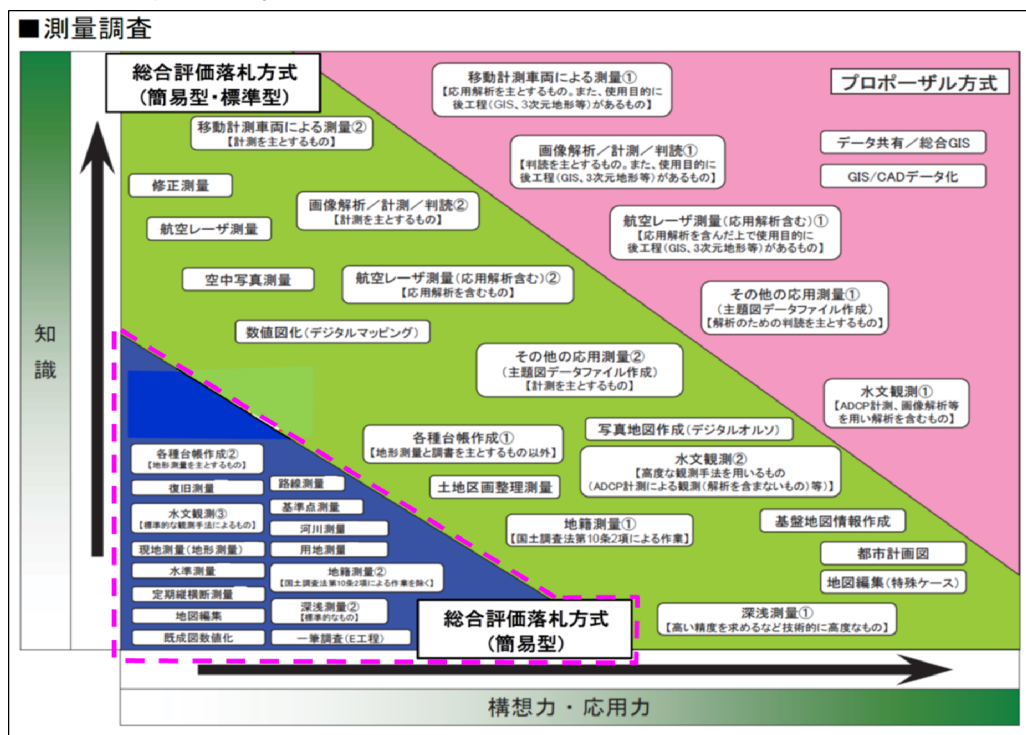 ■測量調査
総合評価落札方式
(簡易型・標準型)
プロポーザル方式
移動計測車両による測量①
【応用解析を主とするもの。また、使用目的に
後工程(GIS、3次元地形等)があるもの】
移動計測車両による測量②
【計測を主とするもの】
データ共有/総合GIS
画像解析/計測/判読①
【判読を主とするもの。また、使用目的に
後工程(GIS、3次元地形等)があるもの】
GIS/CADデータ化
修正測量
画像解析/計測/判読②
【計測を主とするもの】
航空レーザ測量
航空レーザ測量(応用解析含む)①
【応用解析を含んだ上で使用目的に
後工程(GIS、3次元地形等)があるもの】
空中写真測量
航空レーザ測量(応用解析含む)②
【応用解析を含むもの】
その他の応用測量①
(主題図データファイル作成)
【解析のための判読を主とするもの】
数値図化(デジタルマッピング)
知
識
その他の応用測量②
(主題図データファイル作成)
【計測を主とするもの】
水文観測①
【ADCP計測、画像解析等
を用い解析を含むもの】
写真地図作成(デジタルオルソ)
各種台帳作成①
【地形測量と調書を主とするもの以外】
水文観測②
【高度な観測手法を用いるもの
(ADCP計測による観測(解析を含まないもの)等)】
土地区画整理測量
各種台帳作成②
【地形測量を主とするもの】
復旧測量
路線測量
水文観測③
【標準的な観測手法によるもの】
基準点測量
河川測量
地籍測量①
【国土調査法第10条2項による作業】
基盤地図情報作成
現地測量(地形測量)
用地測量
都市計画図
水準測量
地籍測量②
【国土調査法第10条2項による作業を除く】
地図編集(特殊ケース)
定期縦横断測量
地図編集
深浅測量②
【標準的なもの】
既成図数値化
一筆調査(E工程)
総合評価落札方式
(簡易型)
深浅測量①
【高い精度を求めるなど技術的に高度なもの】
構想力・応用力